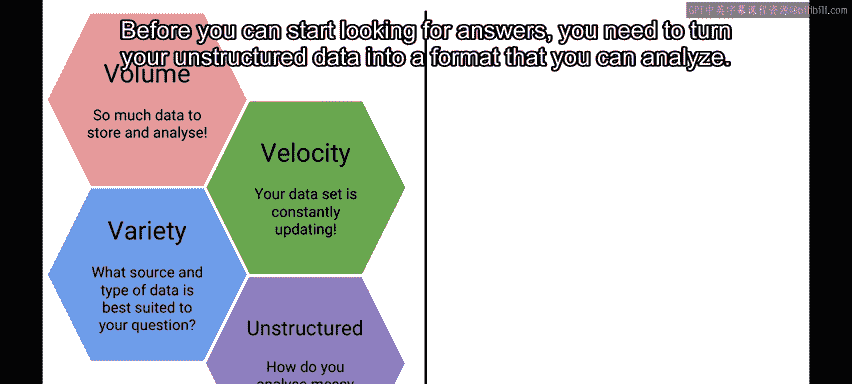 Before you can start looking for answers, you need to turn
your unstructured data into a format that you can analyze.
Volume
So much data to
store and analyse!
Velocity
Your data set is
constantly
updating!
Variety
What source and
type of data is
best suited to
your question?
Unstructured
How do you
analyse messy